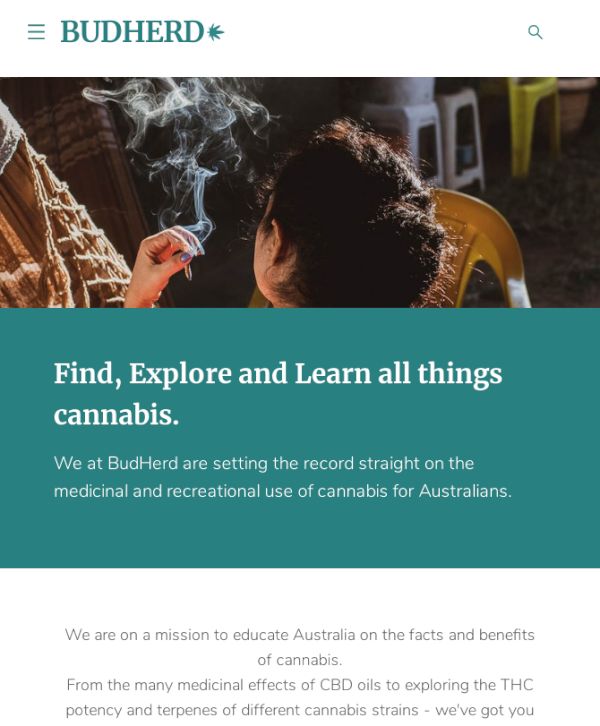 BUDHERD
Find, Explore and Learn all things
cannabis.
We at BudHerd are setting the record straight on the
medicinal and recreational use of cannabis for Australians.
We are on a mission to educate Australia on the facts and benefits
of cannabis.
From the many medicinal effects of CBD oils to exploring the THC
potency and terpenes of different cannabis strains - we've got you